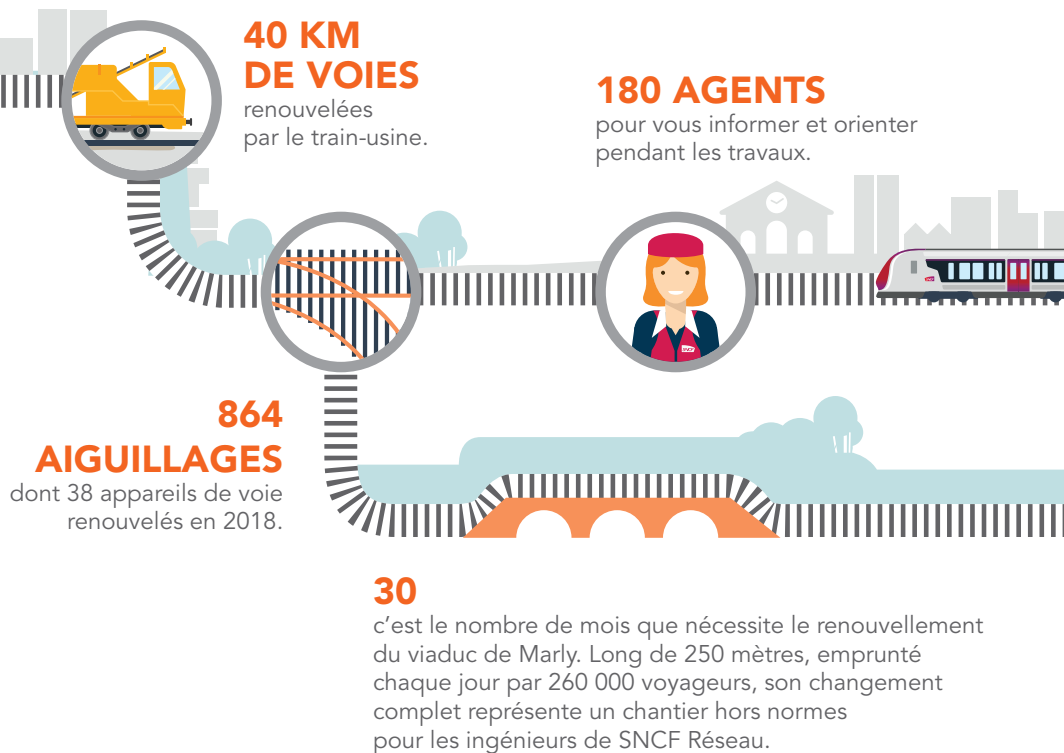 40 KM
DE VOIES
renouvelées
par le train-usine.
180 AGENTS
pour vous informer et orienter
pendant les travaux.
864
AIGUILLAGES
dont 38 appareils de voie
renouvelés en 2018.
30
c’est le nombre de mois que nécessite le renouvellement
du viaduc de Marly. Long de 250 mètres, emprunté
chaque jour par 260 000 voyageurs, son changement
complet représente un chantier hors normes
pour les ingénieurs de SNCF Réseau.